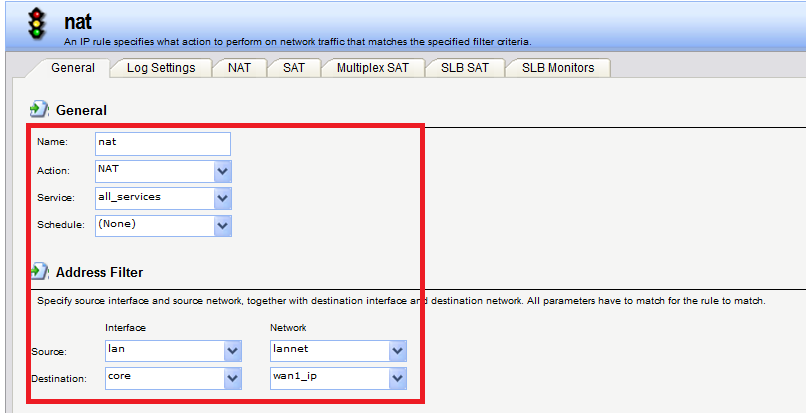 nat
An IP rule specifies what action to perform on network traffic that matches the specified filter criteria.
General Log Settings NAT SAT Multiplex SAT SLB SAT SLB Monitors
General
Name: nat
Action: NAT
Service: all_services
Schedule: (None)
Address Filter
Specify source interface and source network, together with destination interface and destination network. All parameters have to match for the rule to match.
Interface Network
Source: lan lannet
Destination: core wan1_ip